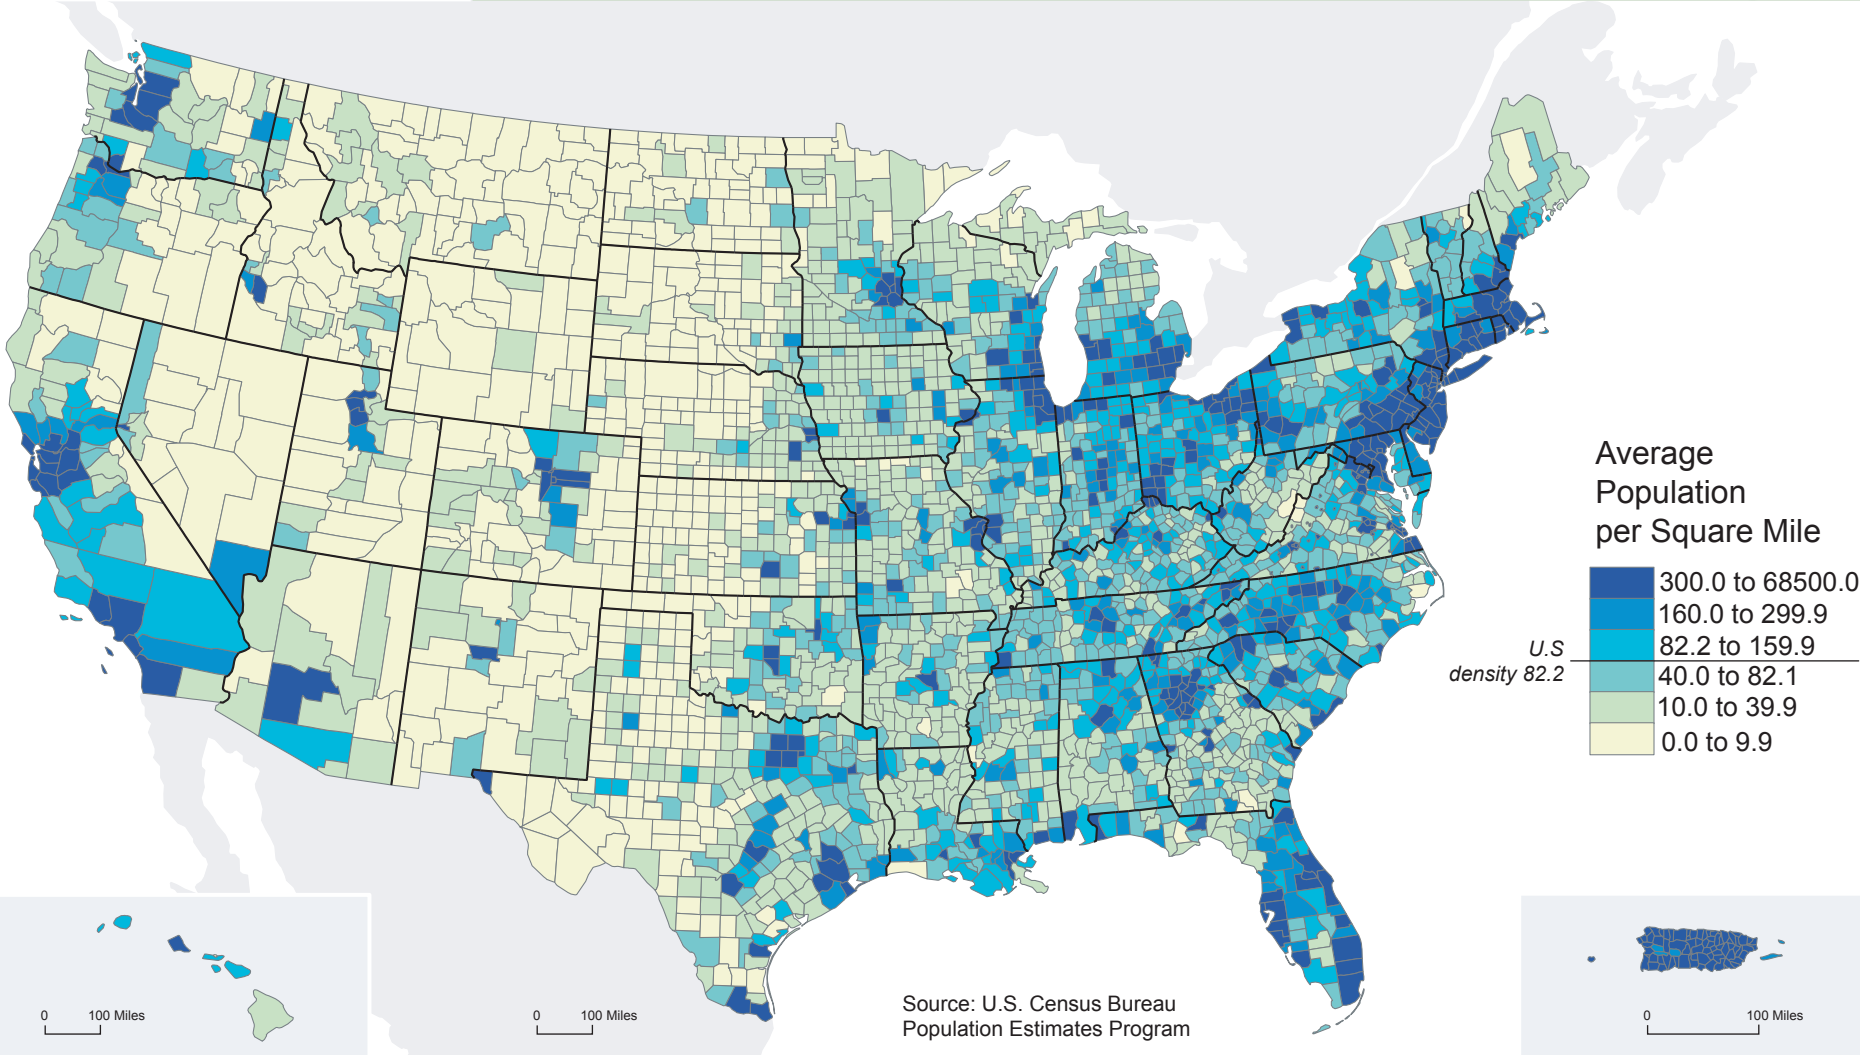 Average
Population
per Square Mile
300.0 to 68500.0
160.0 to 299.9
82.2 to 159.9
U.S
density 82.2
40.0 to 82.1
10.0 to 39.9
0.0 to 9.9
Source: U.S. Census Bureau
Population Estimates Program
0 100 Miles
0 100 Miles
0 100 Miles